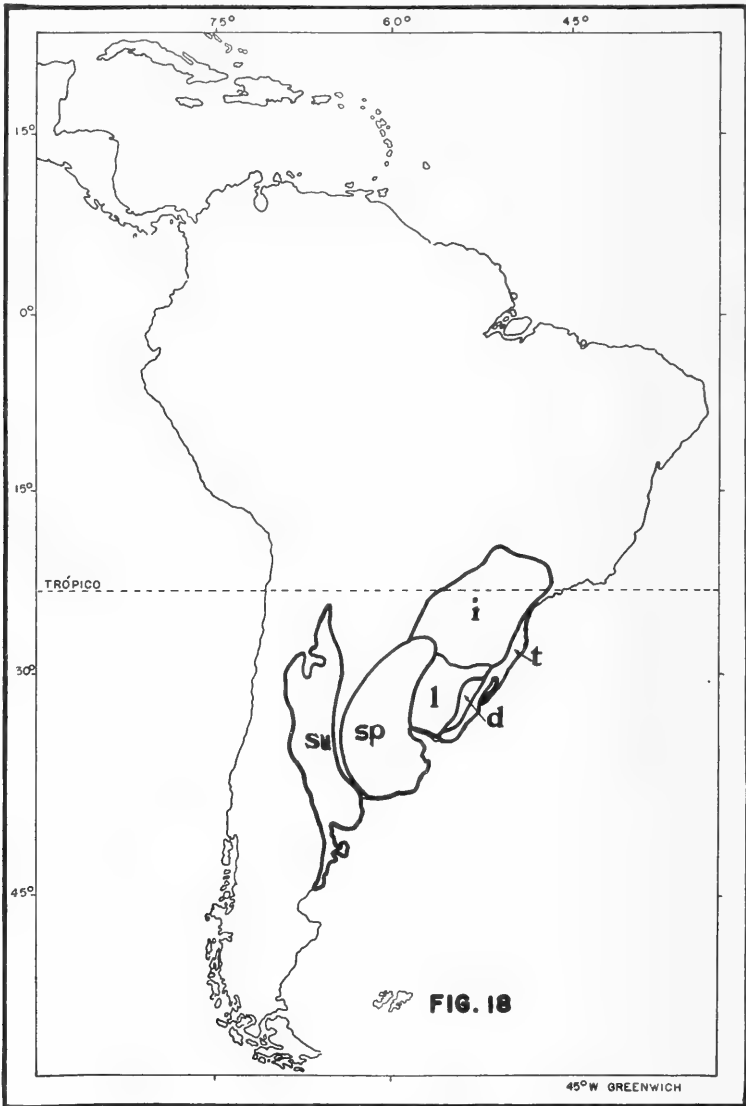 75° 60° 45°
15°
0°
15°
TRÓPICO
i
30°
t
l
d
su
sp
45°
FIG. 18
45°W GREENWICH